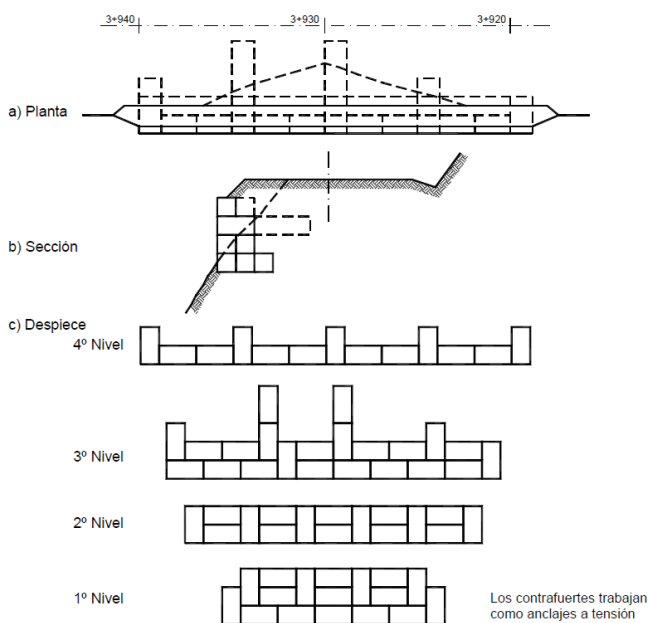 3+940 3+930 3+920
a) Planta
b) Sección
c) Despiece
4º Nivel
3º Nivel
2º Nivel
1º Nivel
Los contrafuertes trabajan
como anclajes a tensión